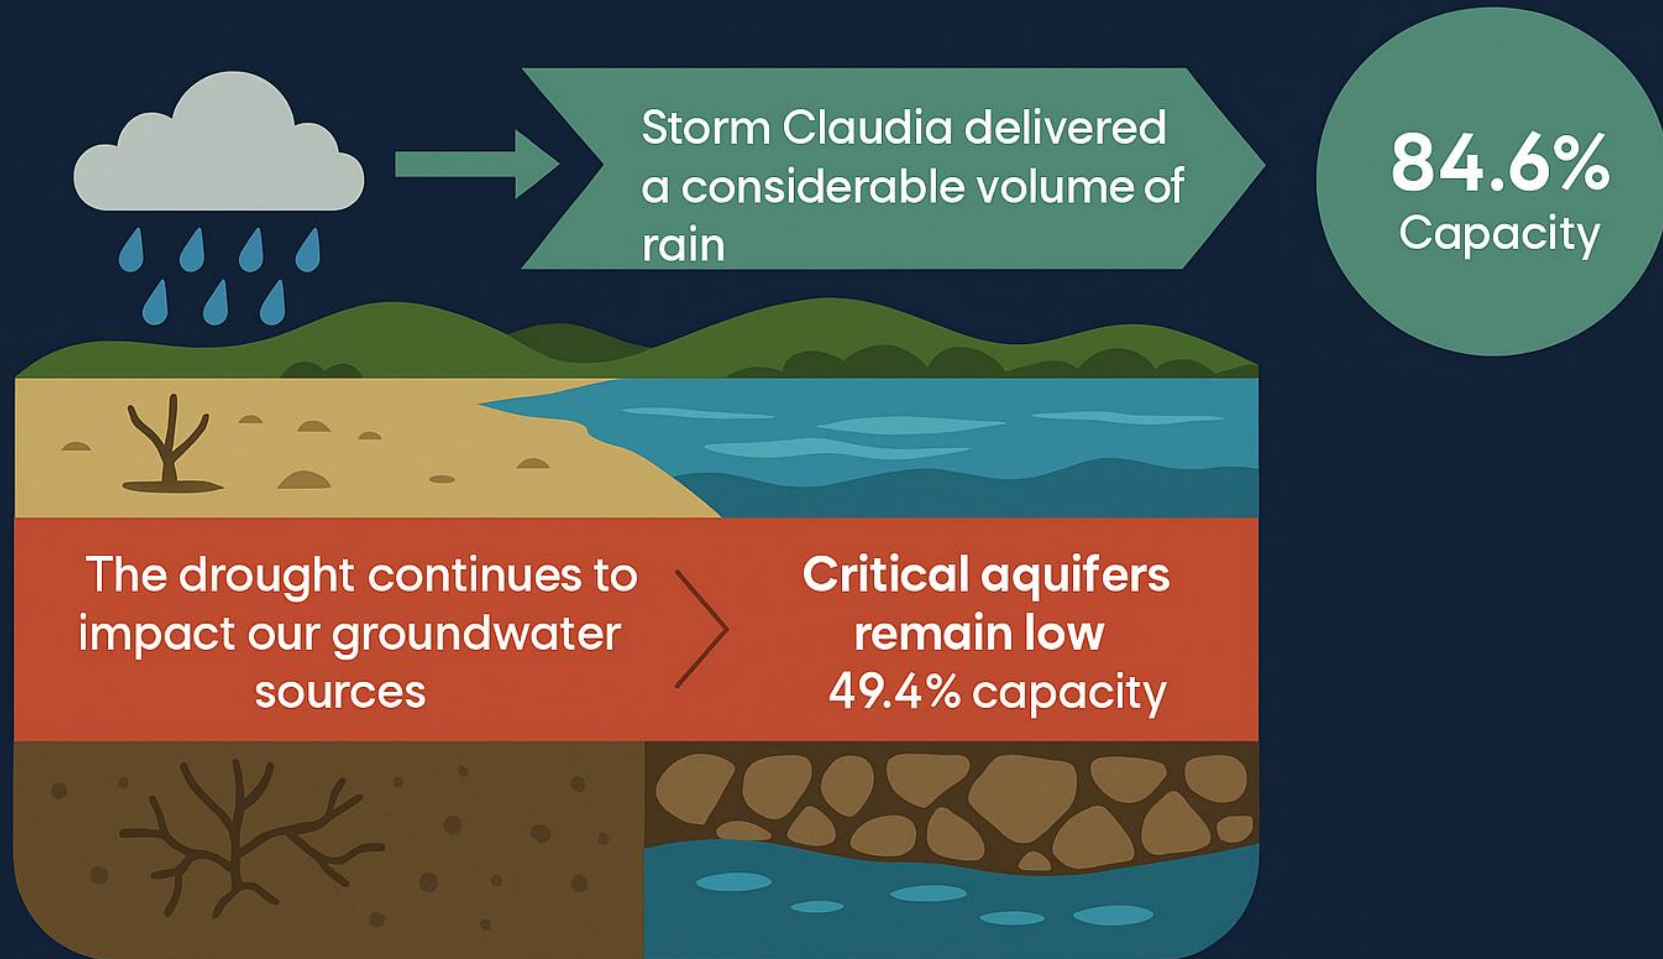 Storm Claudia delivered
a considerable volume of
rain
84.6%
Capacity
The drought continues to
impact our groundwater
sources
Critical aquifers
remain low
49.4% capacity